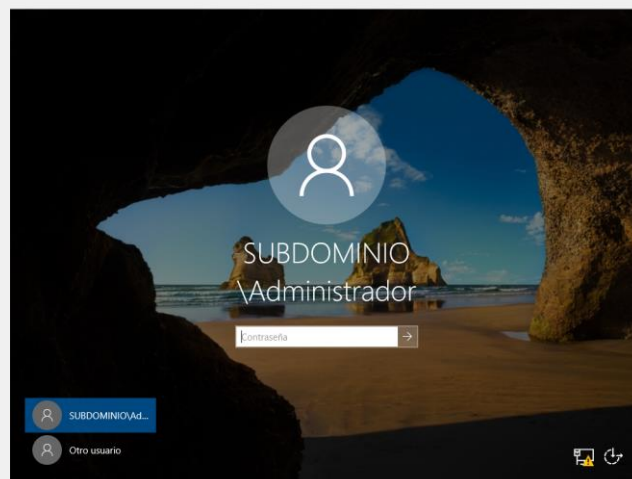 SUBDOMINIO
\Administrador
Contraseña
SUBDOMINIO\Ad...
Otro usuario